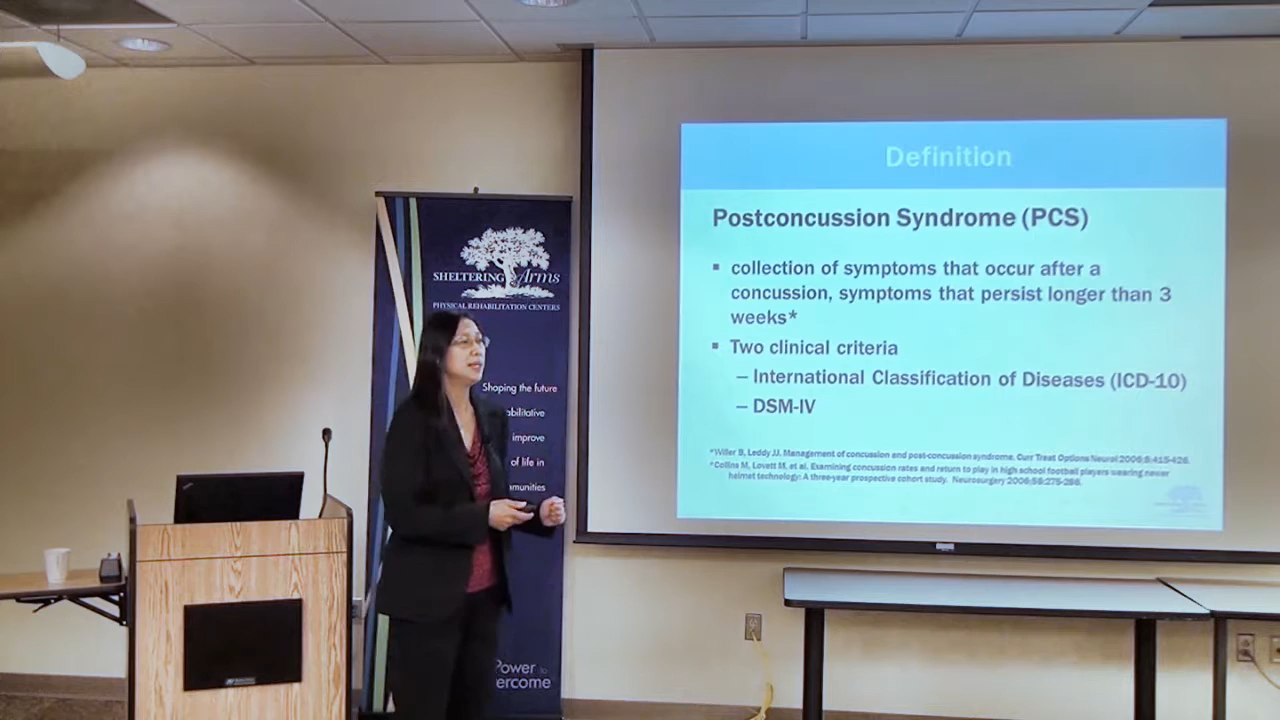 Definition
Postconcussion Syndrome (PCS)
▪ collection of symptoms that occur after a
concussion, symptoms that persist longer than 3
weeks*
▪ Two clinical criteria
– International Classification of Diseases (ICD-10)
– DSM-IV
*Willer B, Leddy JJ. Management of concussion and post-concussion syndrome. Curr Treat Options Neurol 2006;8:415-426.
*Collins M, Lovett M, et al. Examining concussion rates and return to play in high school football players wearing newer
helmet technology: A three-year prospective cohort study. Neurosurgery 2006;58:275-286.
SHELTERING Arms
PHYSICAL REHABILITATION CENTERS
Shaping the future
abilitative
improve
of life in
mmunities
Power to
ercome